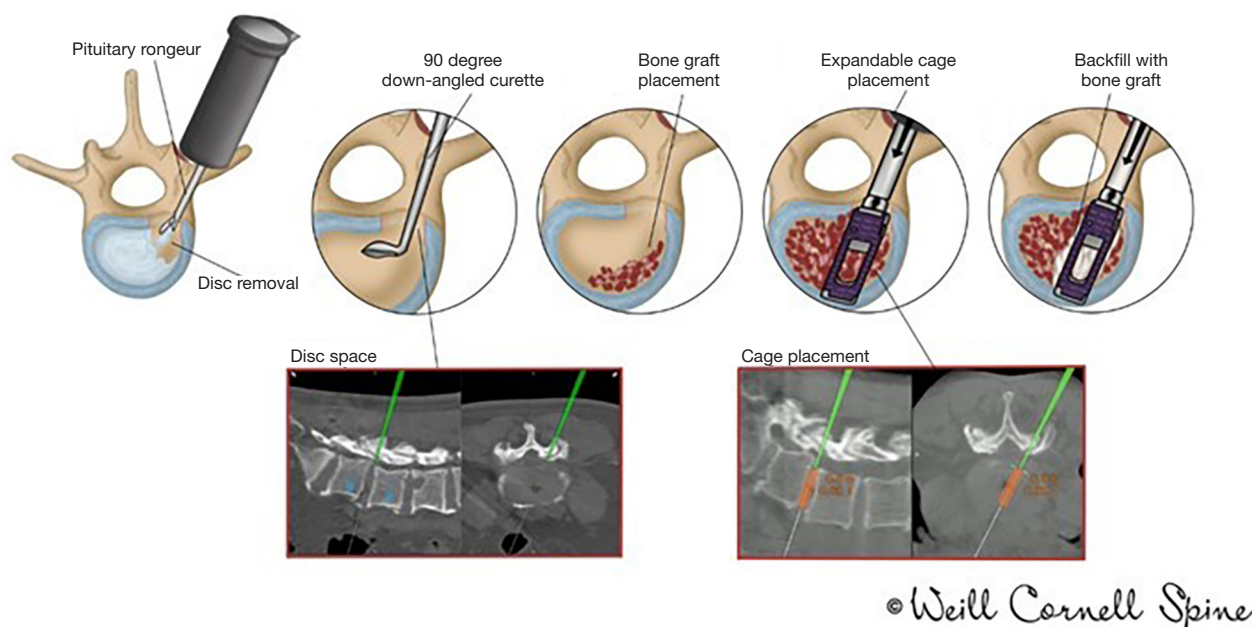 Pituitary rongeur
90 degree
down-angled curette
Bone graft
placement
Expandable cage
placement
Backfill with
bone graft
Disc removal
Disc space
Cage placement
© Weill Cornell Spine